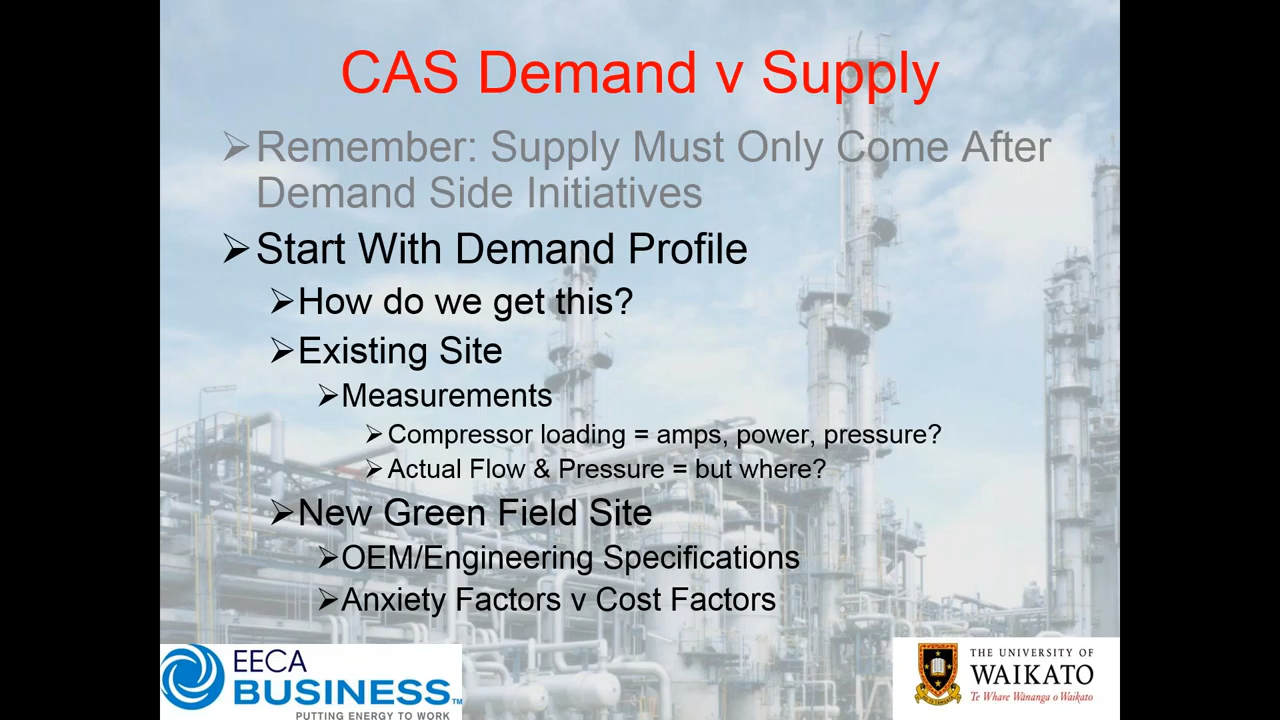 CAS Demand v Supply
Remember: Supply Must Only Come After
Demand Side Initiatives
Start With Demand Profile
How do we get this?
Existing Site
Measurements
Compressor loading = amps, power, pressure?
Actual Flow & Pressure = but where?
New Green Field Site
OEM/Engineering Specifications
Anxiety Factors v Cost Factors
EECA
BUSINESS™
PUTTING ENERGY TO WORK
THE UNIVERSITY OF
WAIKATO
Te Whare Wānanga o Waikato